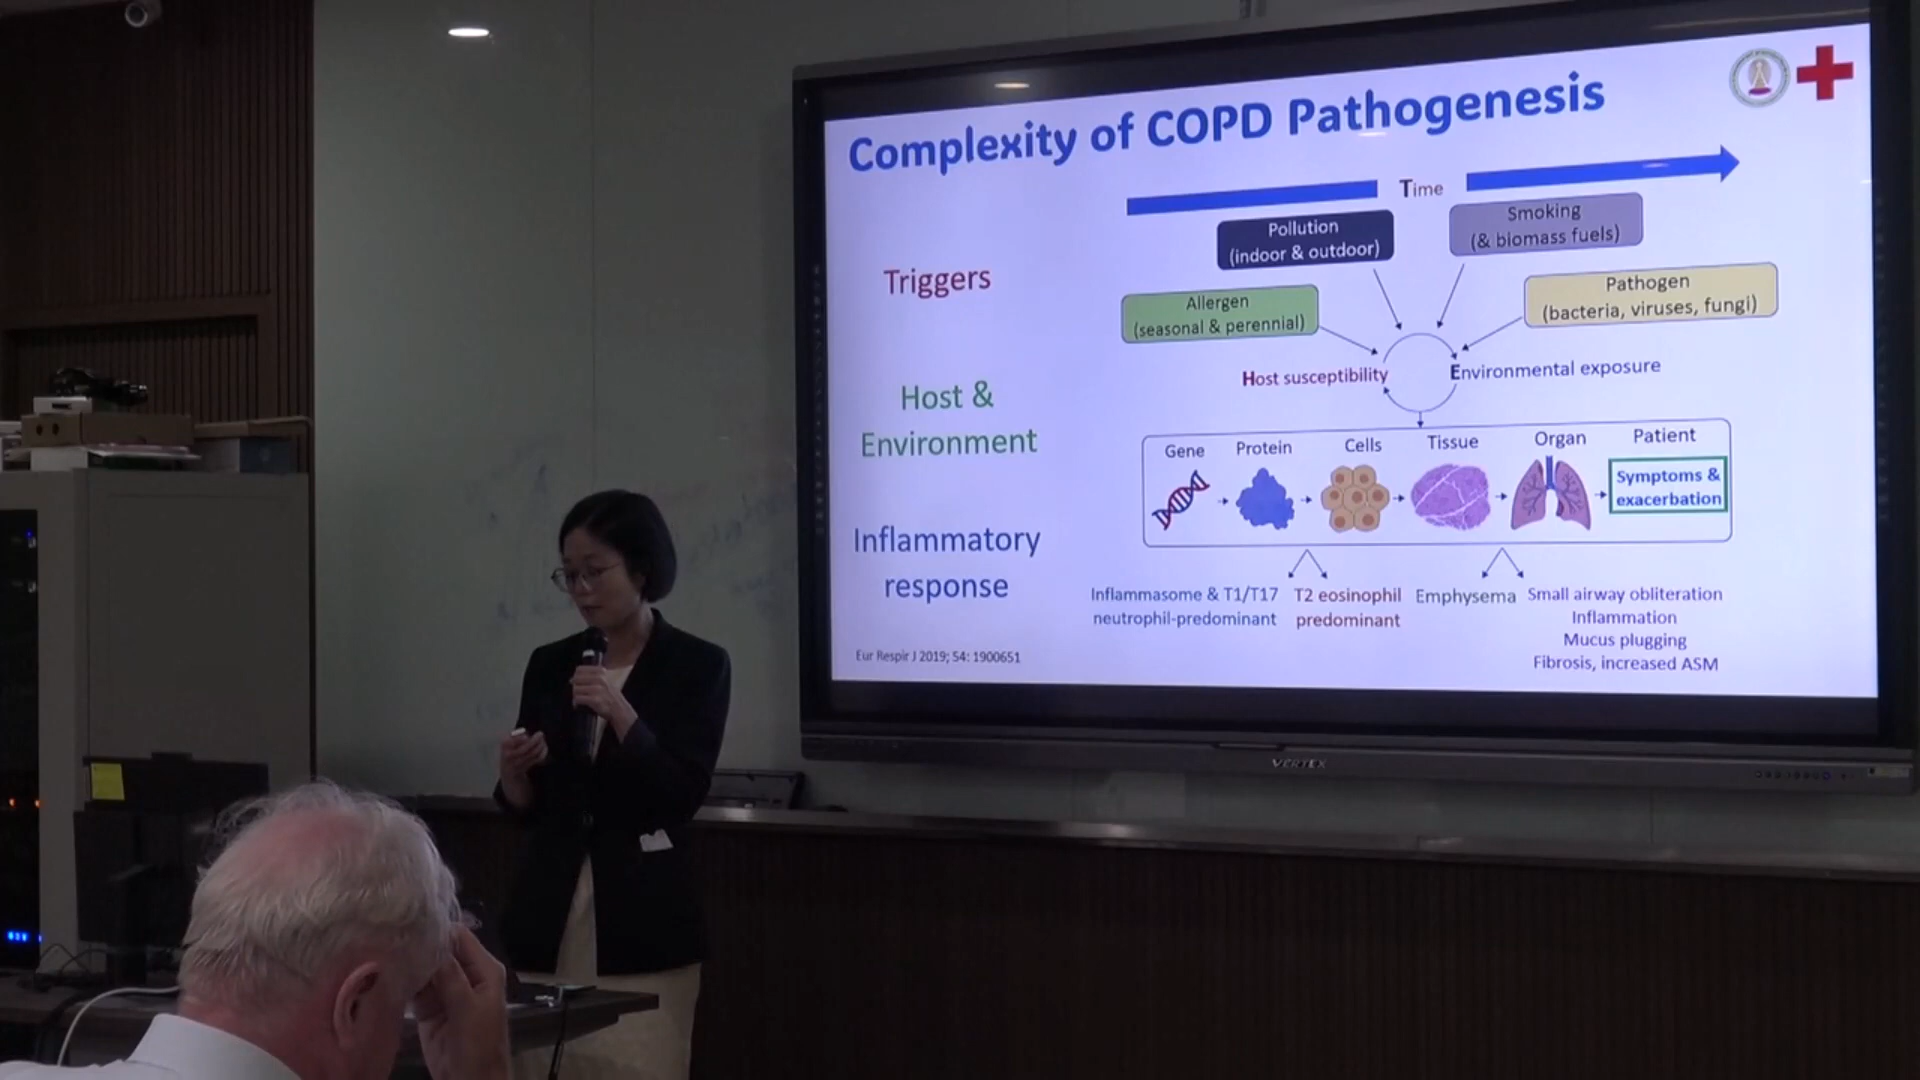 Complexity of COPD Pathogenesis
Time
Triggers
Pollution
(indoor & outdoor)
Smoking
(& biomass fuels)
Allergen
(seasonal & perennial)
Pathogen
(bacteria, viruses, fungi)
Host &
Environment
Host susceptibility
Environmental exposure
Gene
Protein
Cells
Tissue
Organ
Patient
Symptoms &
exacerbation
Inflammatory
response
Inflammasome & T1/T17
neutrophil-predominant
T2 eosinophil
predominant
Emphysema
Small airway obliteration
Inflammation
Mucus plugging
Fibrosis, increased ASM
Eur Respir J 2019; 54: 1900651
VERTEX